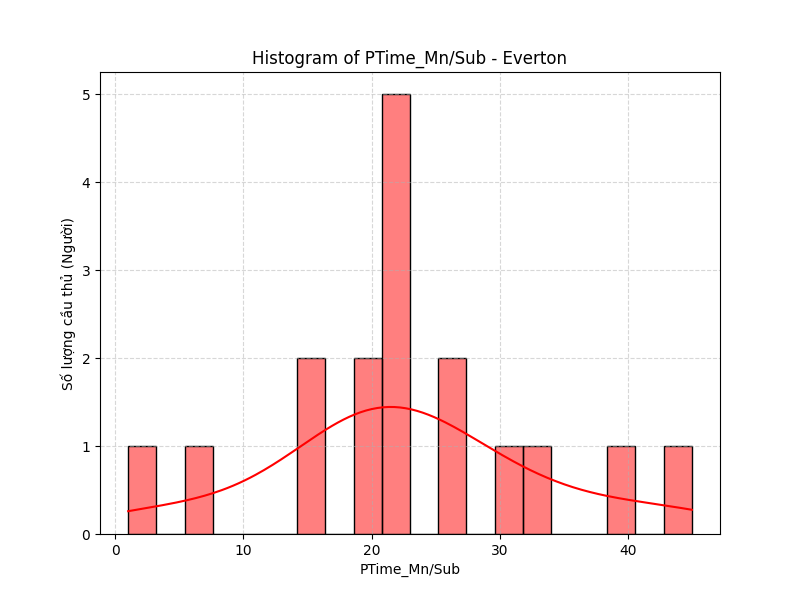 Histogram of PTime_Mn/Sub - Everton
Số lượng cầu thủ (Người)
5
4
3
2
1
0
0 10 20 30 40
PTime_Mn/Sub